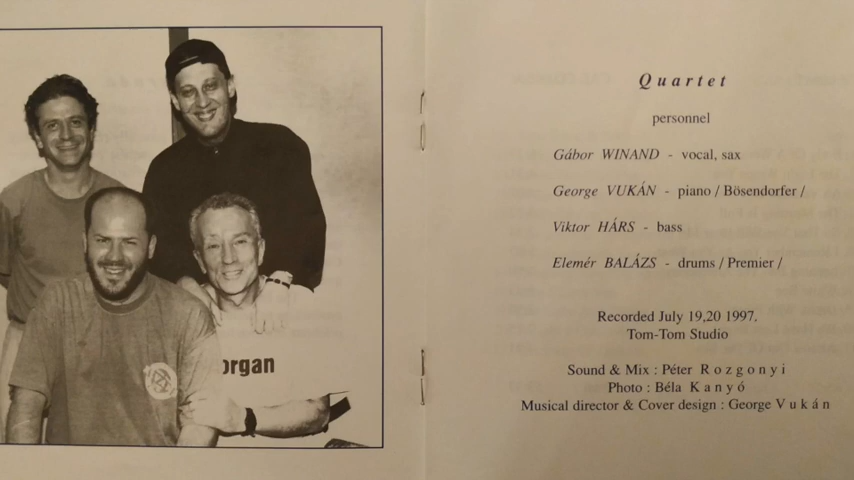 organ
Quartet
personnel
Gábor WINAND - vocal, sax
George VUKÁN - piano / Bösendorfer /
Viktor HÁRS - bass
Elemér BALÁZS - drums / Premier /
Recorded July 19,20 1997.
Tom-Tom Studio
Sound & Mix : Péter Rozgonyi
Photo : Béla Kanyó
Musical director & Cover design : George Vukán